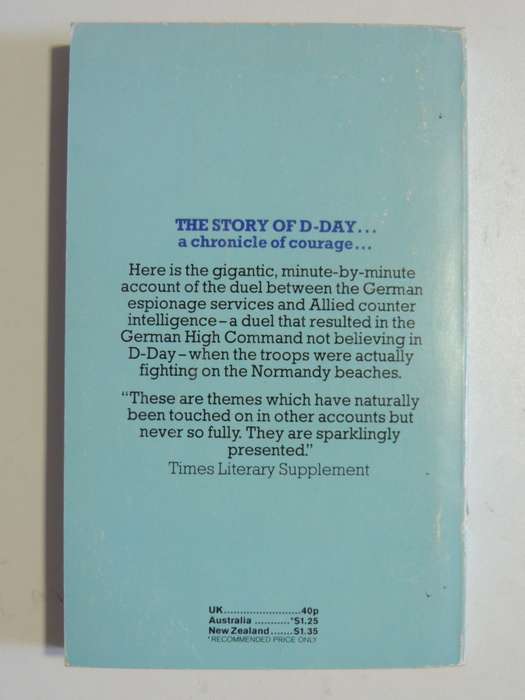 THE STORY OF D-DAY...
a chronicle of courage...
Here is the gigantic, minute-by-minute
account of the duel between the German
espionage services and Allied counter
intelligence–a duel that resulted in the
German High Command not believing in
D-Day–when the troops were actually
fighting on the Normandy beaches.
“These are themes which have naturally
been touched on in other accounts but
never so fully. They are sparklingly
presented.”
Times Literary Supplement
UK........................40p
Australia ...........*$1.25
New Zealand.......$1.35
*RECOMMENDED PRICE ONLY